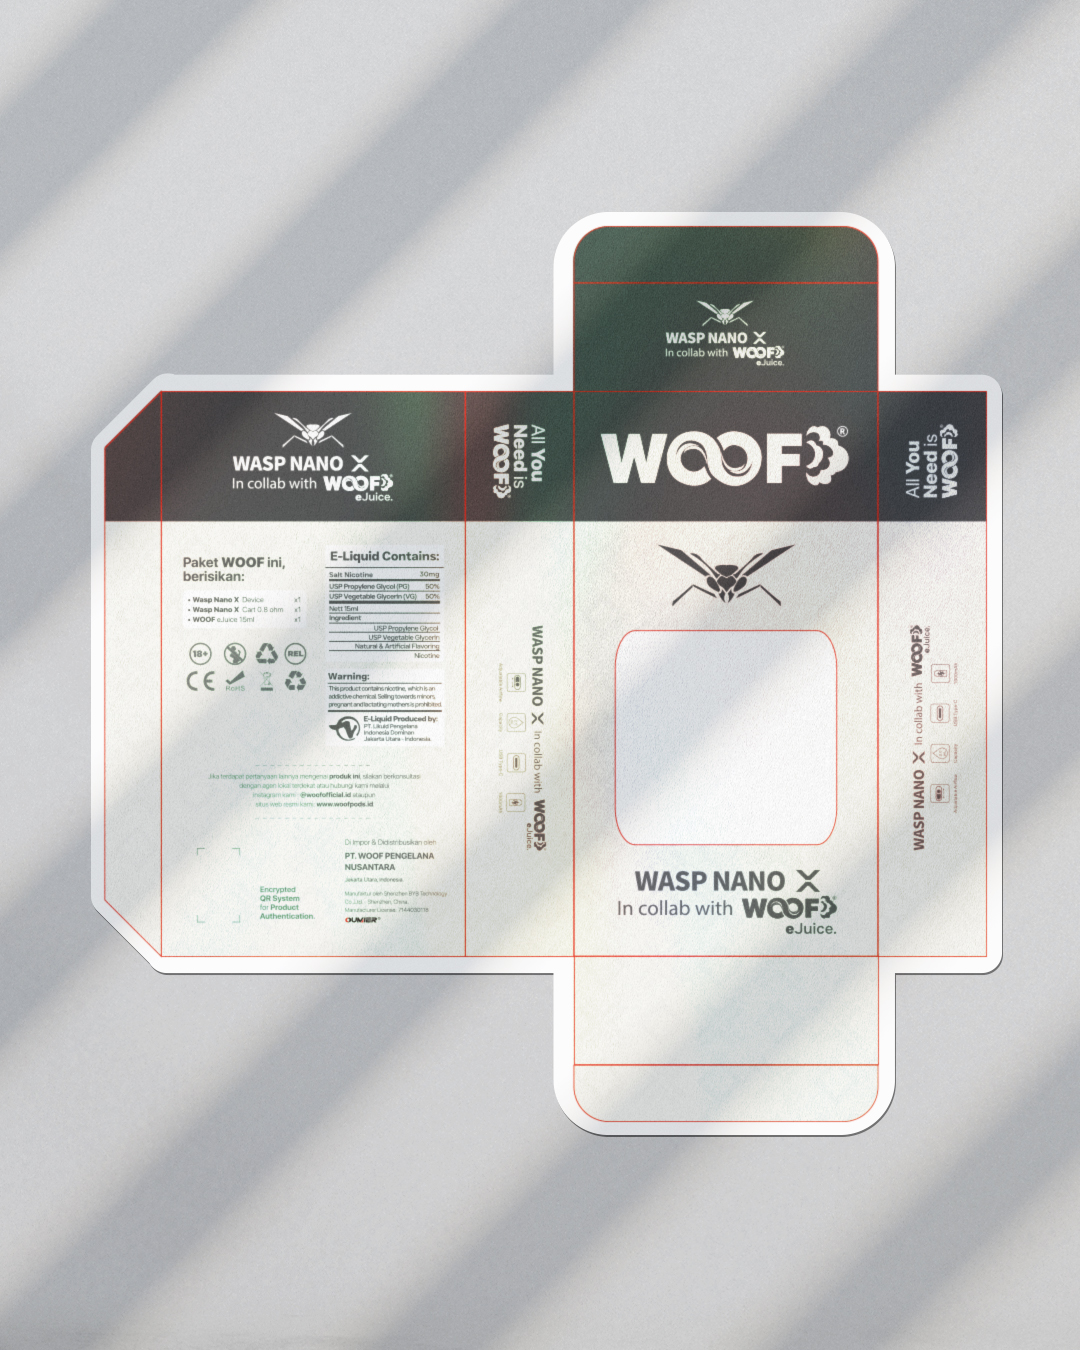 WASP NANO X
In collab with WOOF
eJuice.
WASP NANO X
In collab with WOOF
eJuice.
All You
Need is
WOOF
WOOF®
All You
Need is
WOOF
Paket WOOF ini,
berisikan:
• Wasp Nano X Device x1
• Wasp Nano X Cart 0.8 ohm x1
• WOOF eJuice 15ml x1
18+
REL
CE
RoHS
E-Liquid Contains:
Salt Nicotine 30mg
USP Propylene Glycol (PG) 50%
USP Vegetable Glycerin (VG) 50%
Nett 15ml
Ingredient
USP Propylene Glycol
USP Vegetable Glycerin
Natural & Artificial Flavoring
Nicotine
Warning:
This product contains nicotine, which is an
addictive chemical. Selling towards minors,
pregnant and lactating mothers is prohibited.
E-Liquid Produced by:
PT. Likuid Pengelana
Indonesia Dominan
Jakarta Utara - Indonesia.
Jika terdapat pertanyaan lainnya mengenai produk ini, silakan berkonsultasi
dengan agen lokal terdekat atau hubungi kami melalui
Instagram kami: @woofofficial.id ataupun
situs web resmi kami: www.woofpods.id
Di impor & Didistribusikan oleh
PT. WOOF PENGELANA
NUSANTARA
Jakarta Utara, Indonesia
Manufaktur oleh Shenzhen BYB Technology
Co.,Ltd - Shenzhen, China.
OUMIER®
Encrypted
QR System
for Product
Authentication.
WASP NANO X In collab with WOOF
eJuice.
WASP NANO X
In collab with WOOF
eJuice.
WASP NANO X In collab with WOOF
eJuice.
USB Type C